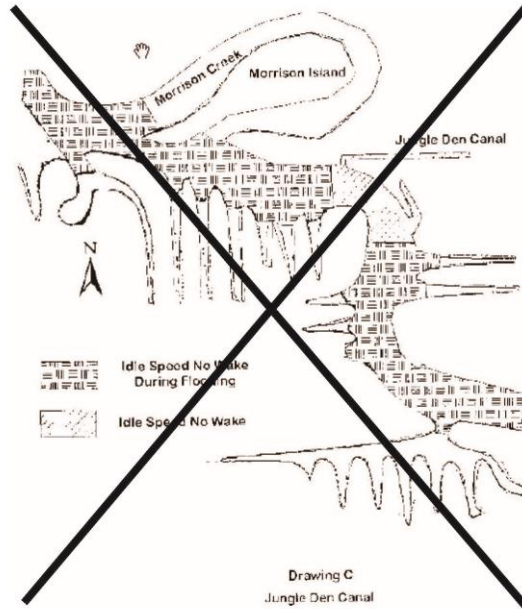 Morrison Creek
Morrison Island
Jungle Den Canal
N
Idle Speed No Wake
During Flooding
Idle Speed No Wake
Drawing C
Jungle Den Canal